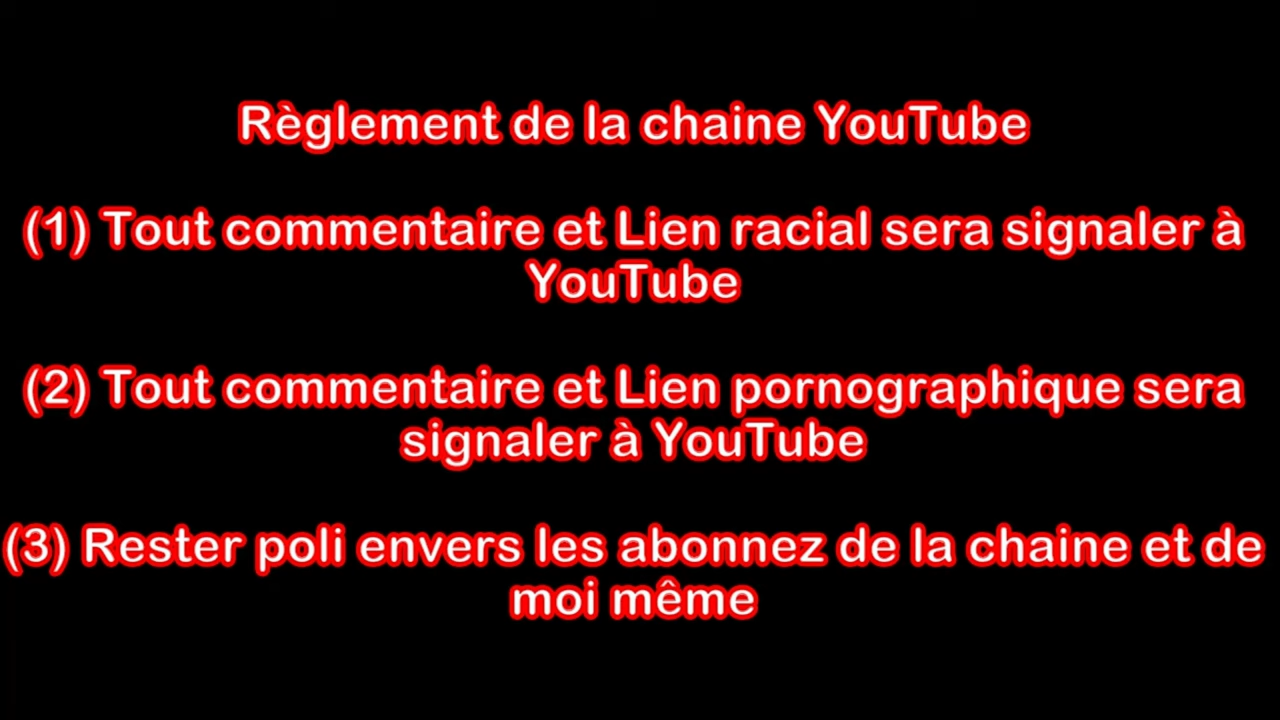 Règlement de la chaine YouTube
(1) Tout commentaire et Lien racial sera signaler à
YouTube
(2) Tout commentaire et Lien pornographique sera
signaler à YouTube
(3) Rester poli envers les abonnez de la chaine et de
moi même